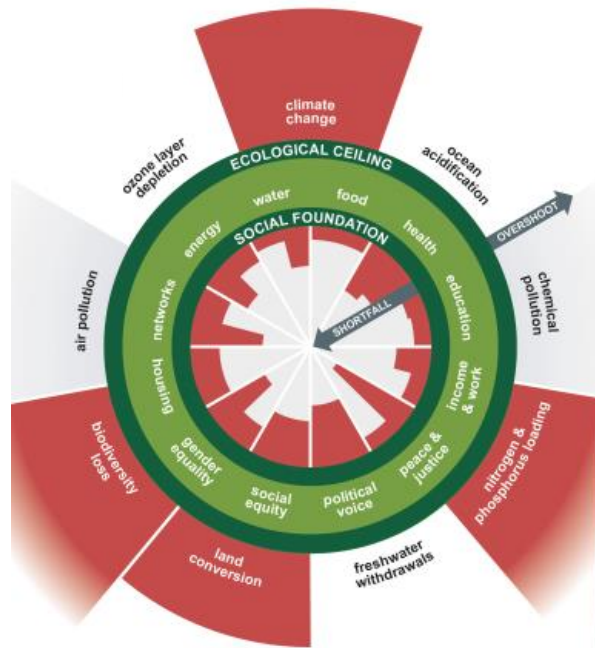 climate
change
ozone layer
depletion
ocean
acidification
ECOLOGICAL CEILING
water
food
energy
health
SOCIAL FOUNDATION
OVERSHOOT
SHORTFALL
air pollution
networks
education
chemical
pollution
housing
income
& work
biodiversity
loss
gender
equality
social
equity
political
voice
peace &
justice
nitrogen &
phosphorus loading
land
conversion
freshwater
withdrawals